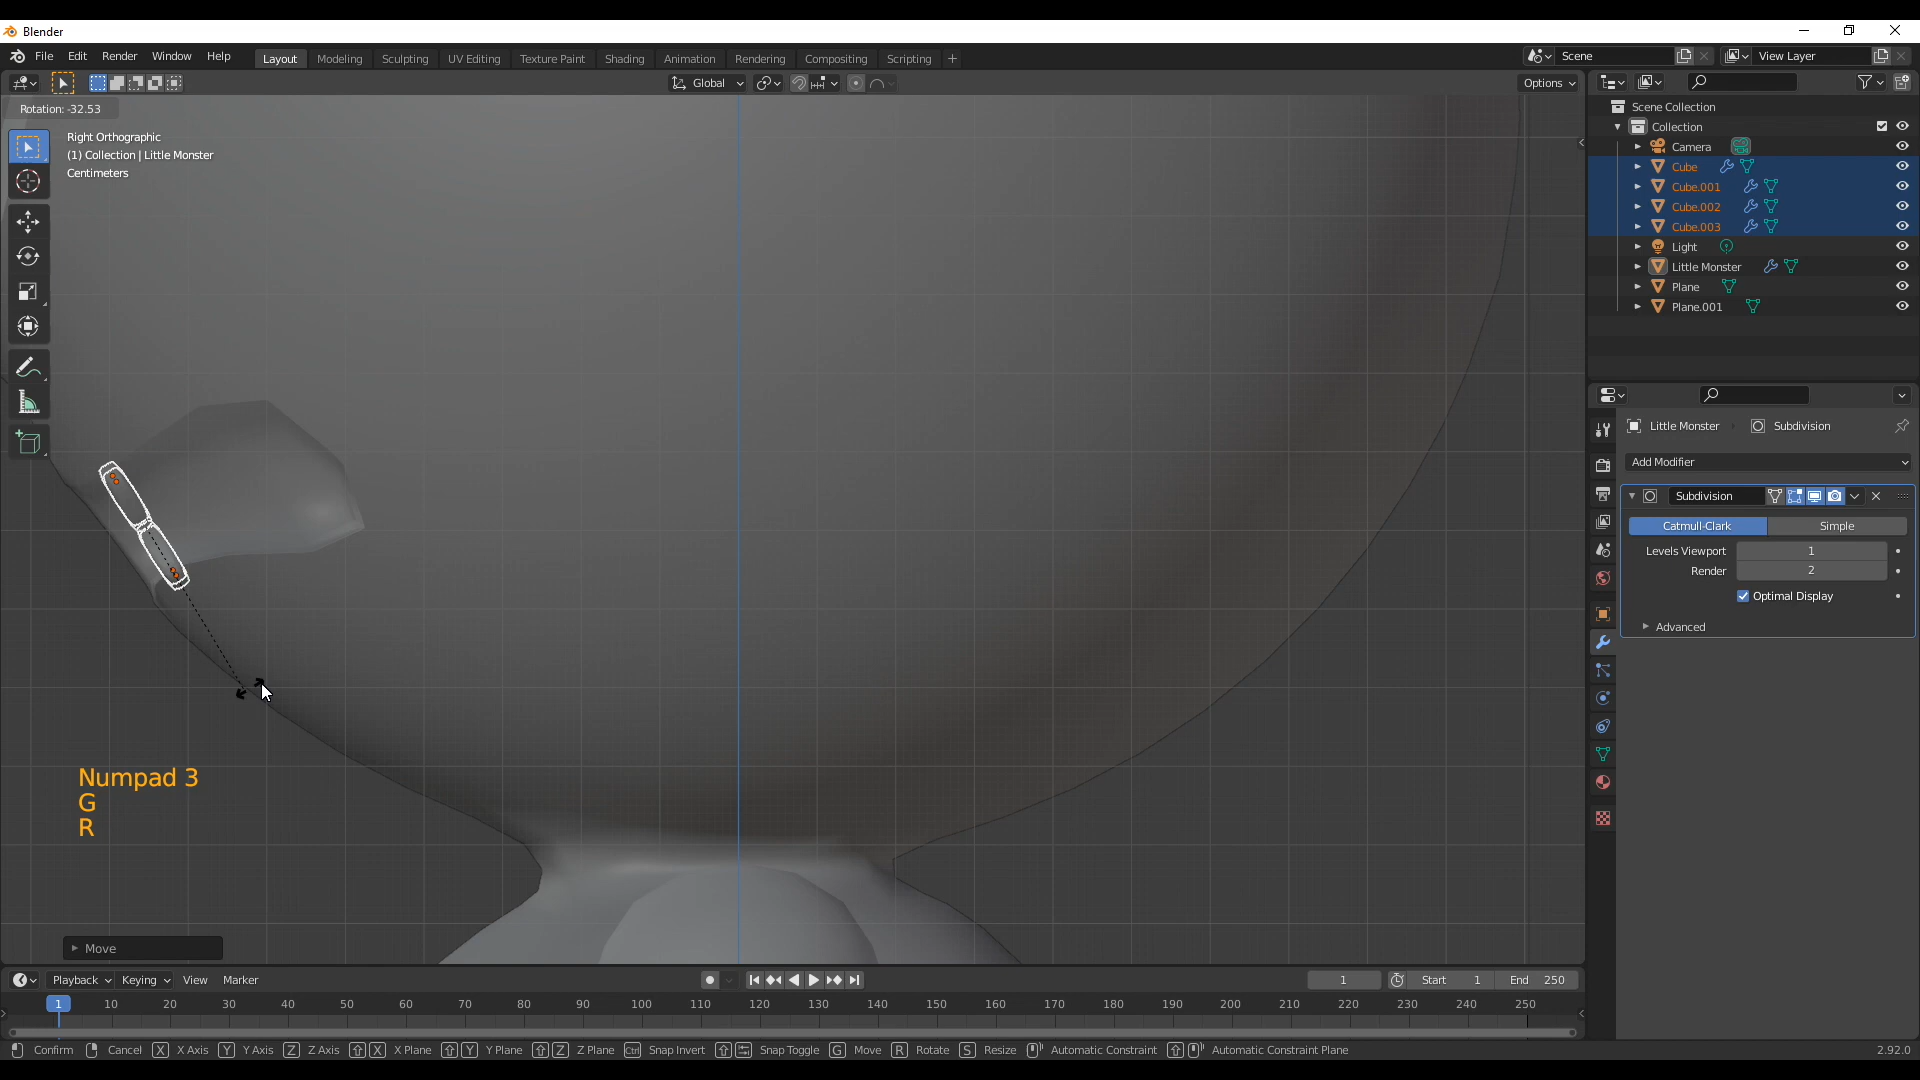 Blender
File Edit Render Window Help Layout Modeling Sculpting UV Editing Texture Paint Shading Animation Rendering Compositing Scripting + Scene View Layer
Global Options
Rotation: -32.53
Right Orthographic
(1) Collection | Little Monster
Centimeters
Scene Collection
Collection
Camera
Cube
Cube.001
Cube.002
Cube.003
Light
Little Monster
Plane
Plane.001
Little Monster Subdivision
Add Modifier
Subdivision
Catmull-Clark Simple
Levels Viewport 1
Render 2
Optimal Display
Advanced
Numpad 3
G
R
Move
Playback Keying View Marker 1 Start 1 End 250
1 10 20 30 40 50 60 70 80 90 100 110 120 130 140 150 160 170 180 190 200 210 220 230 240 250
Confirm Cancel X X Axis Y Y Axis Z Z Axis X X Plane Y Y Plane Z Z Plane Ctrl Snap Invert Snap Toggle G Move R Rotate S Resize Automatic Constraint Automatic Constraint Plane 2.92.0